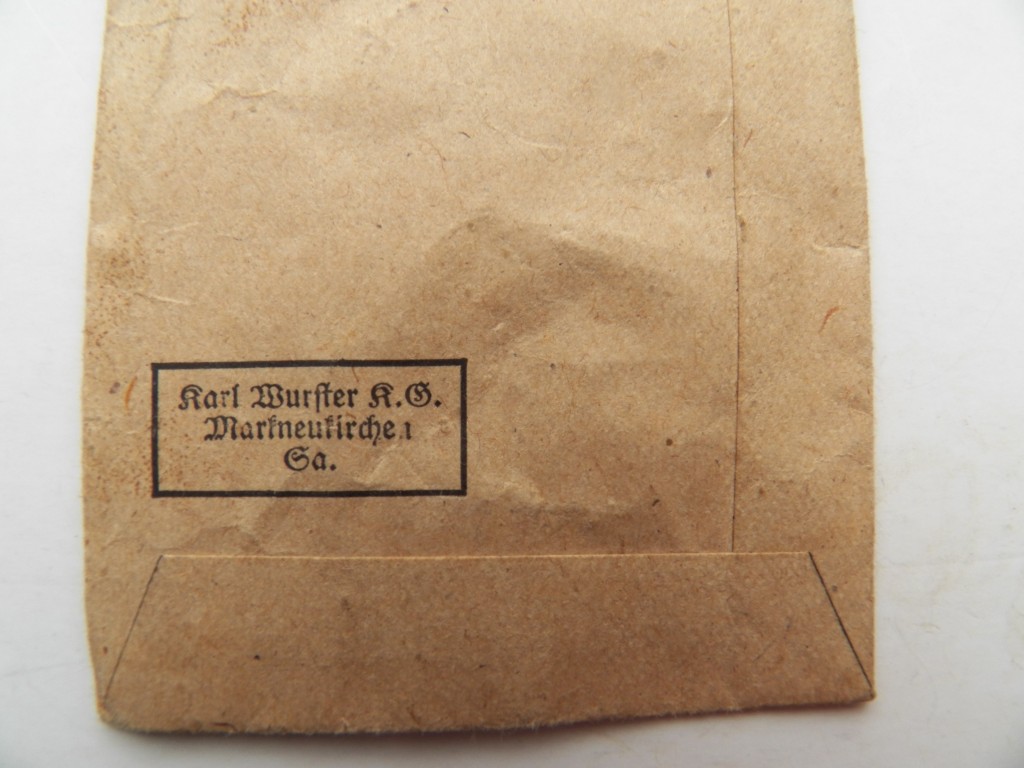 Karl Wurster K.G.
Markneukirchen
Sa.